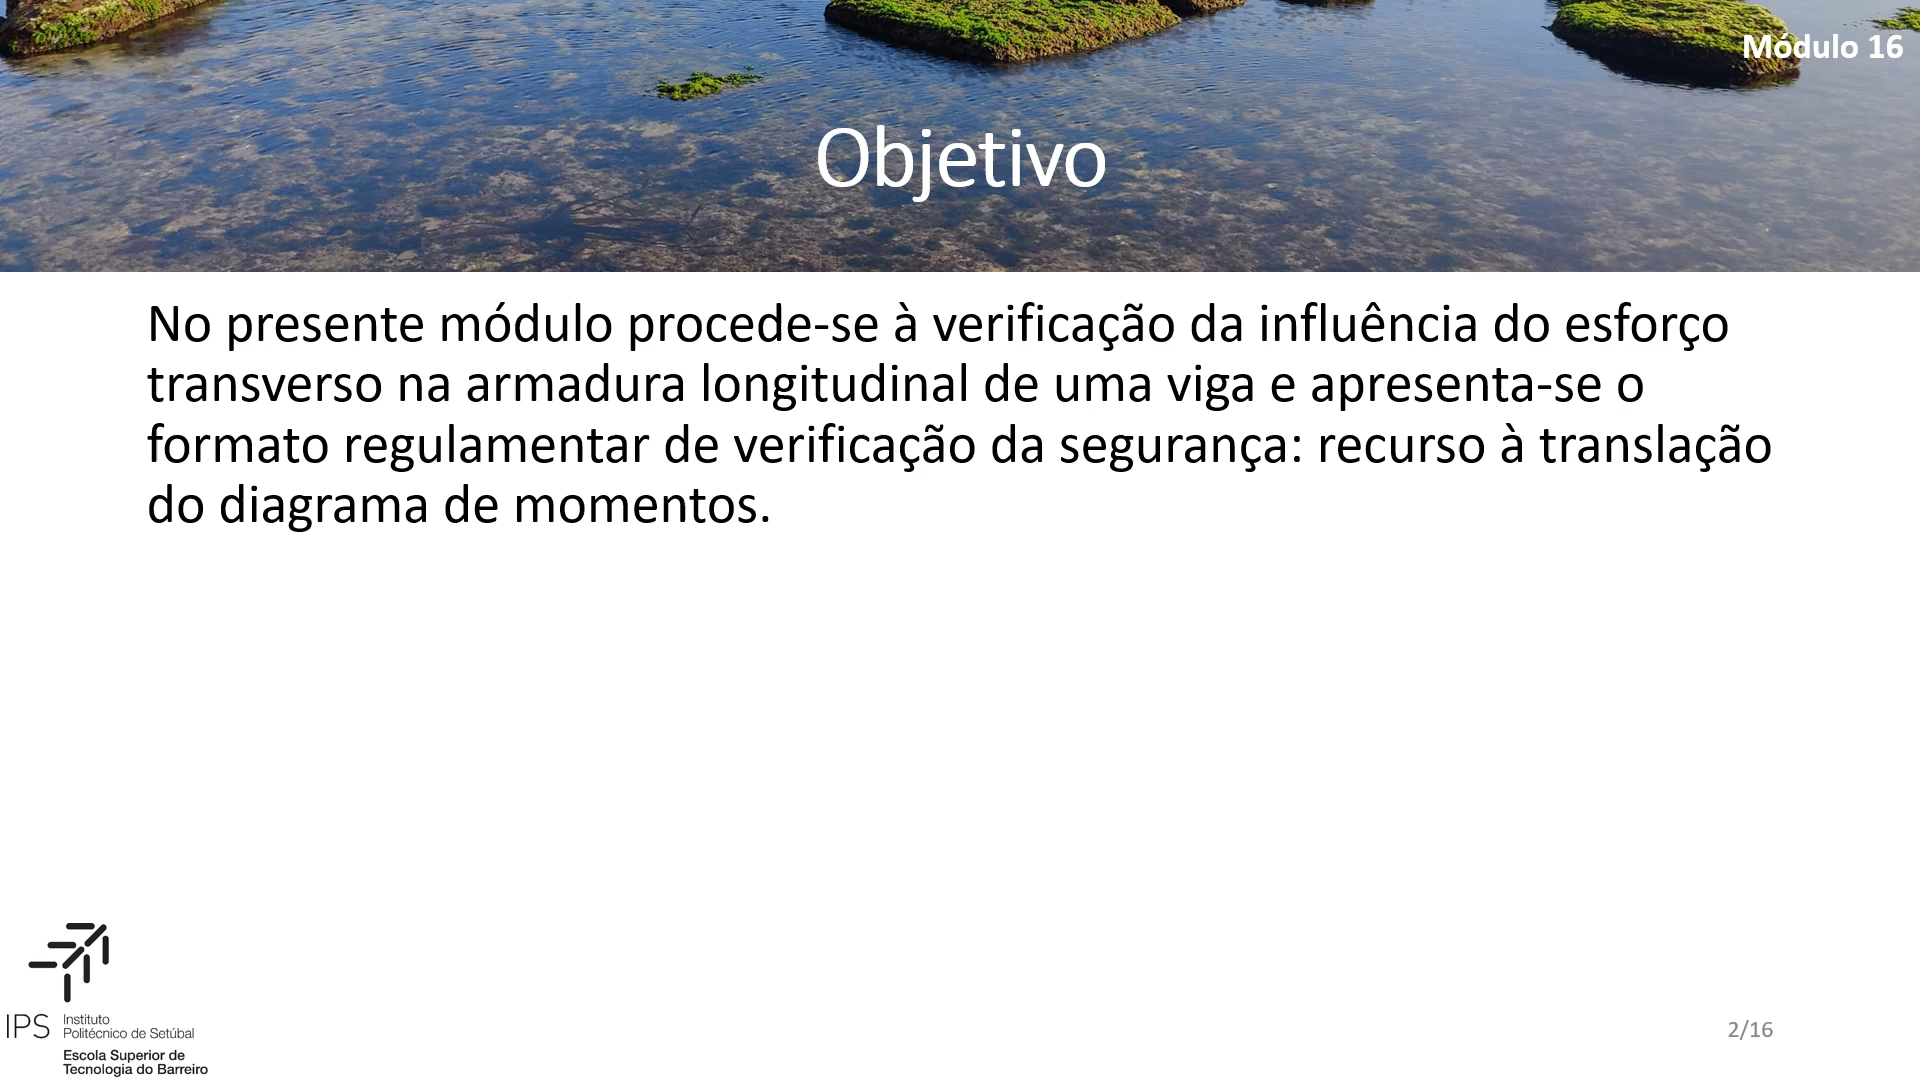 Módulo 16
Objetivo
No presente módulo procede-se à verificação da influência do esforço
transverso na armadura longitudinal de uma viga e apresenta-se o
formato regulamentar de verificação da segurança: recurso à translação
do diagrama de momentos.
IPS
Instituto
Politécnico de Setúbal
Escola Superior de
Tecnologia do Barreiro
2/16